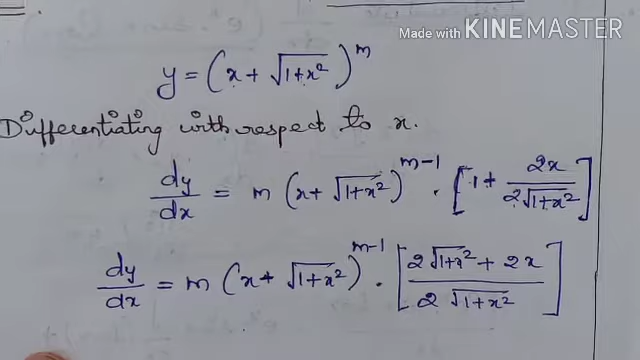 Made with KINEMASTER
y = (x + √1+x²)^m
Differentiating with respect to x.
dy/dx = m (x + √1+x²)^m-1 . [1 + 2x/2√1+x²]
dy/dx = m (x + √1+x²)^m-1 . [2√1+x² + 2x/2√1+x²]